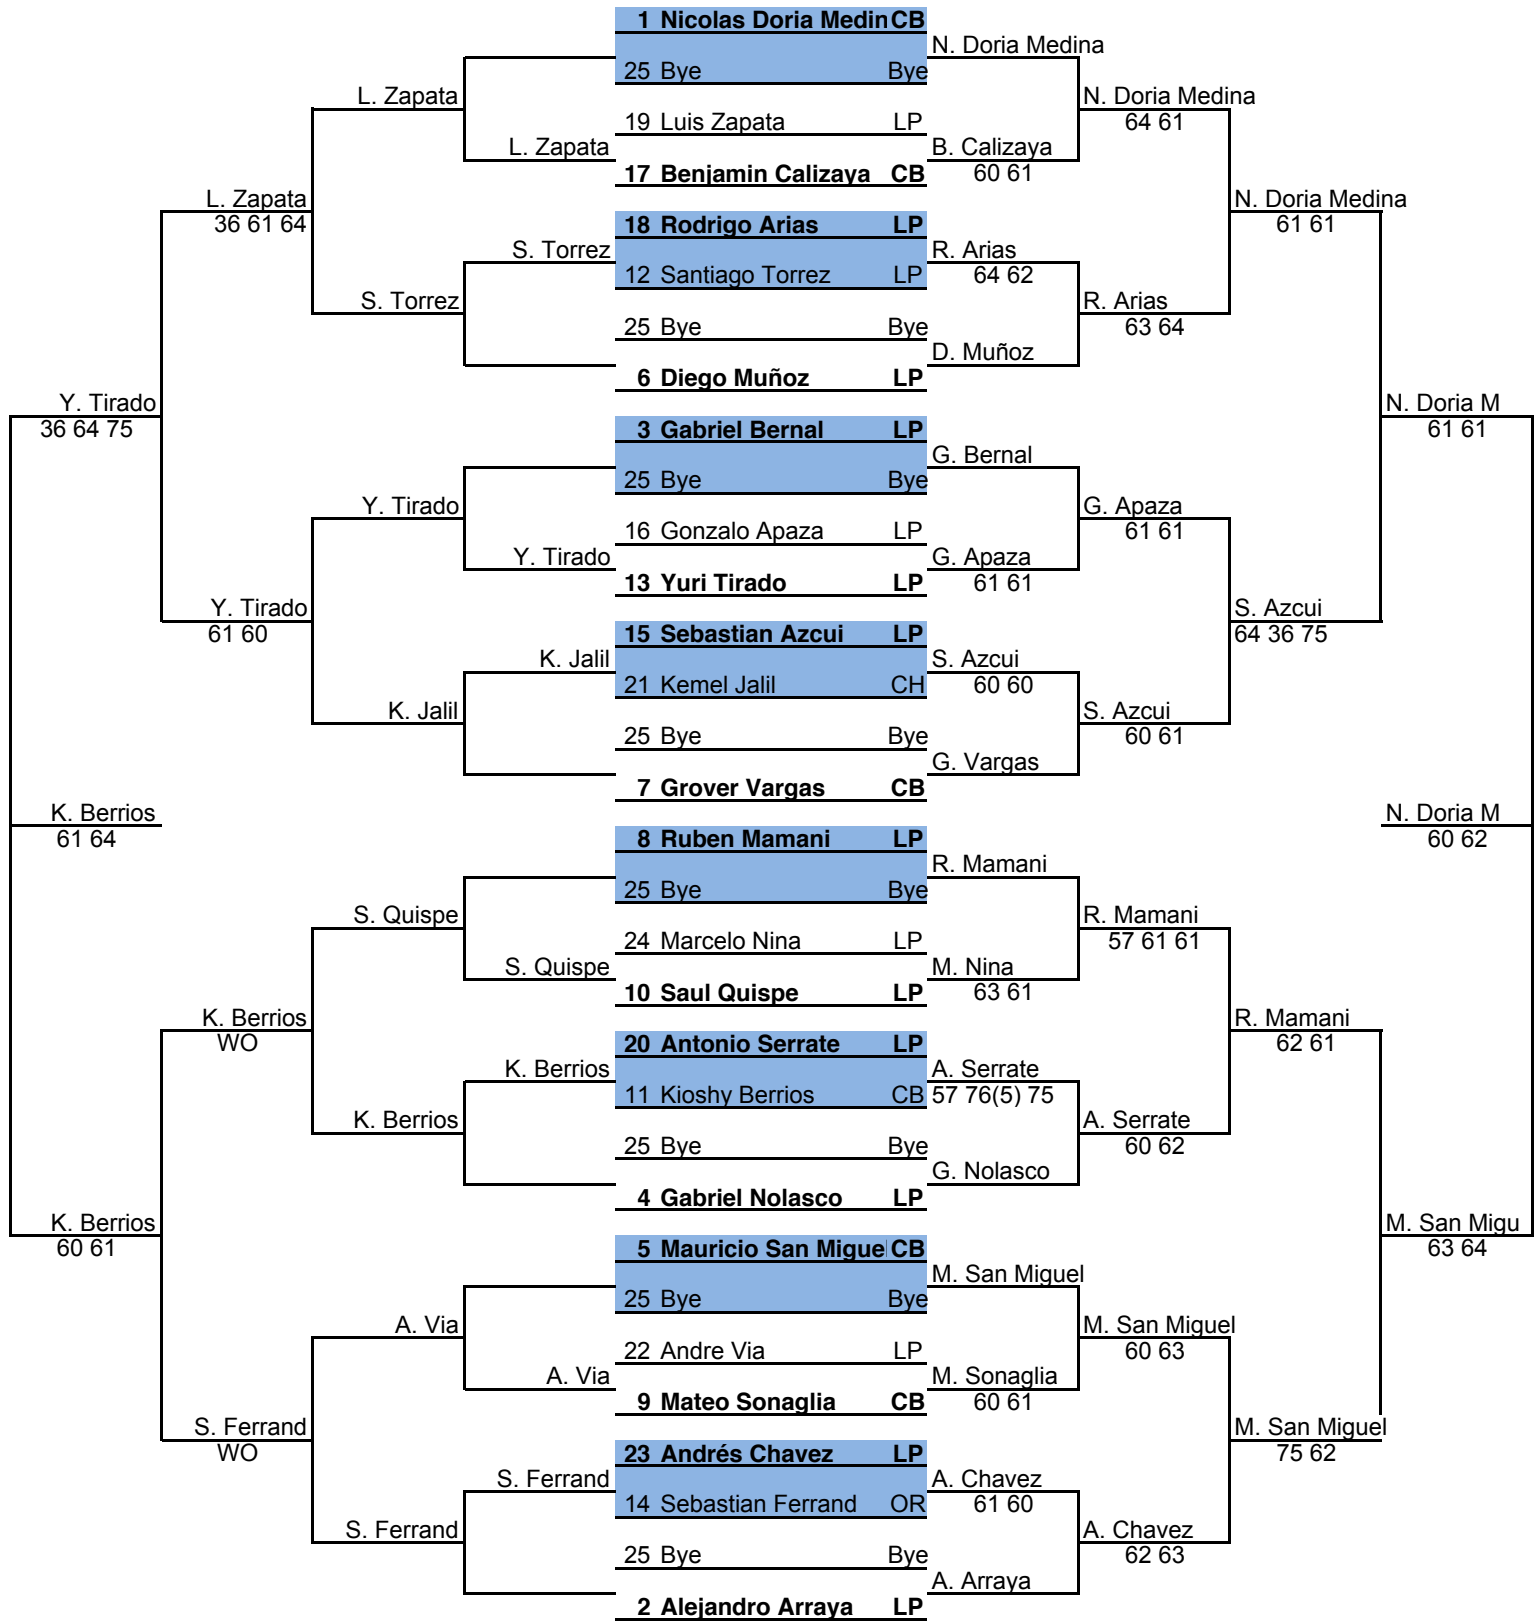 1 Nicolas Doria Medin CB
N. Doria Medina
25 Bye Bye
L. Zapata
N. Doria Medina
19 Luis Zapata LP
64 61
L. Zapata
B. Calizaya
17 Benjamin Calizaya CB
60 61
L. Zapata
N. Doria Medina
36 61 64
18 Rodrigo Arias LP
61 61
S. Torrez
R. Arias
12 Santiago Torrez LP
64 62
S. Torrez
R. Arias
25 Bye Bye
63 64
D. Muñoz
6 Diego Muñoz LP
Y. Tirado
N. Doria M
36 64 75
3 Gabriel Bernal LP
61 61
G. Bernal
25 Bye Bye
Y. Tirado
G. Apaza
16 Gonzalo Apaza LP
61 61
Y. Tirado
G. Apaza
13 Yuri Tirado LP
61 61
Y. Tirado
S. Azcui
61 60
15 Sebastian Azcui LP
64 36 75
K. Jalil
S. Azcui
21 Kemel Jalil CH
60 60
K. Jalil
S. Azcui
25 Bye Bye
60 61
G. Vargas
7 Grover Vargas CB
K. Berrios
N. Doria M
61 64
8 Ruben Mamani LP
60 62
R. Mamani
25 Bye Bye
S. Quispe
R. Mamani
24 Marcelo Nina LP
57 61 61
S. Quispe
M. Nina
10 Saul Quispe LP
63 61
K. Berrios
R. Mamani
WO
20 Antonio Serrate LP
62 61
K. Berrios
A. Serrate
11 Kioshy Berrios CB
57 76(5) 75
K. Berrios
A. Serrate
25 Bye Bye
60 62
G. Nolasco
4 Gabriel Nolasco LP
K. Berrios
M. San Migu
60 61
5 Mauricio San Migue CB
63 64
M. San Miguel
25 Bye Bye
A. Via
M. San Miguel
22 Andre Via LP
60 63
A. Via
M. Sonaglia
9 Mateo Sonaglia CB
60 61
S. Ferrand
M. San Miguel
WO
23 Andrés Chavez LP
75 62
S. Ferrand
A. Chavez
14 Sebastian Ferrand OR
61 60
S. Ferrand
A. Chavez
25 Bye Bye
62 63
A. Arraya
2 Alejandro Arraya LP